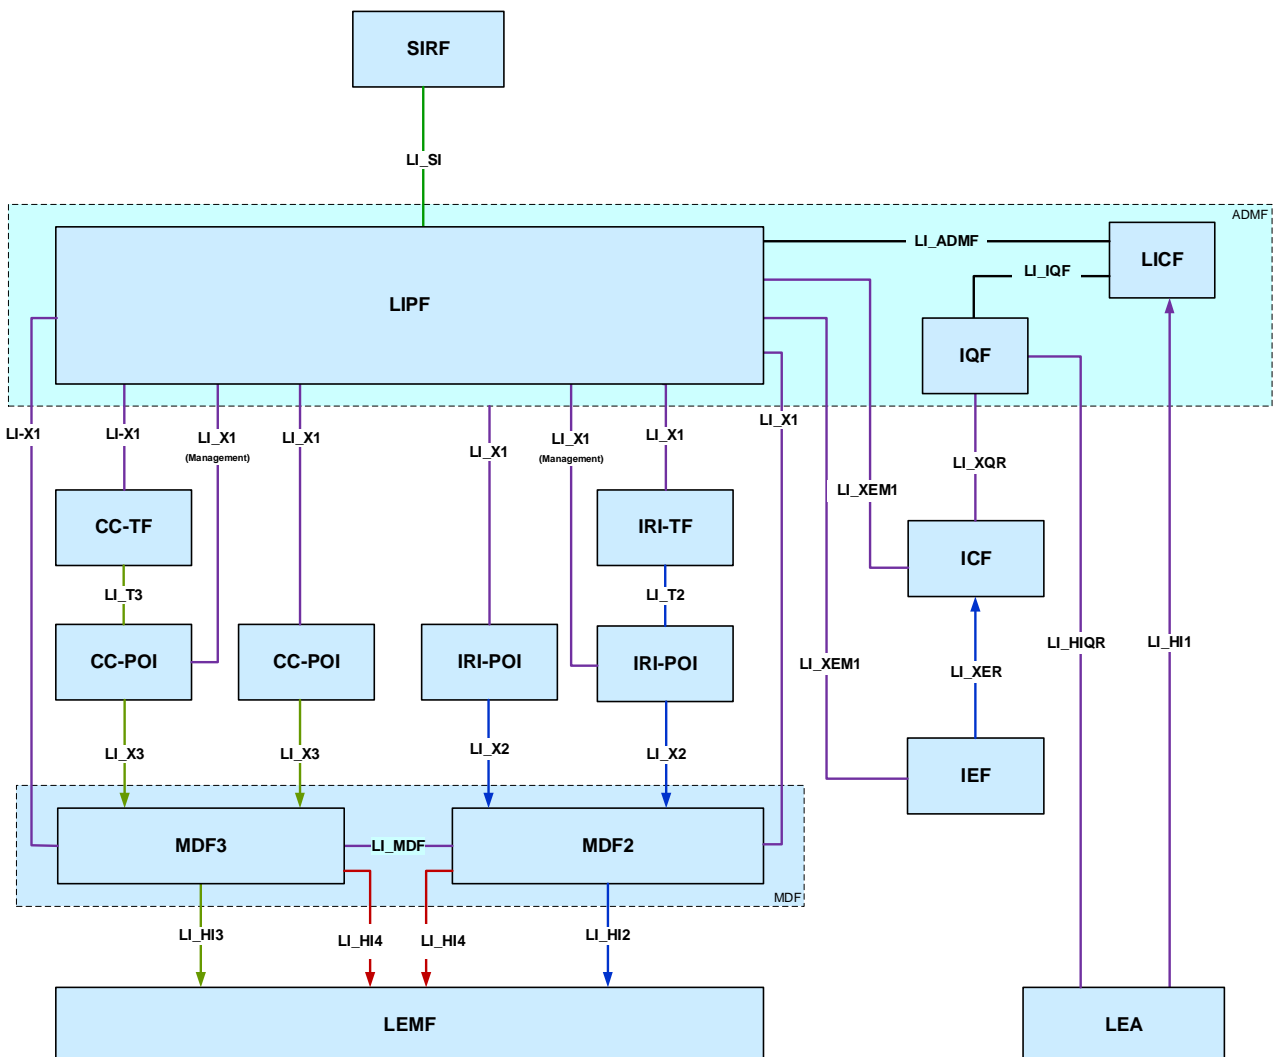 SIRF
LI_SI
ADMF
LI_ADMF
LICF
LI_IQF
LIPF
IQF
LI-X1
LI-X1
LI_X1
(Management)
LI_X1
LI_X1
LI_X1
(Management)
LI_X1
LI_X1
LI_XQR
LI_XEM1
CC-TF
IRI-TF
ICF
LI_T3
LI_T2
LI_HIQR
LI_HI1
CC-POI
CC-POI
IRI-POI
IRI-POI
LI_XEM1
LI_XER
LI_X3
LI_X3
LI_X2
LI_X2
IEF
MDF3
LI_MDF
MDF2
MDF
LI_HI3
LI_HI4
LI_HI4
LI_HI2
LEMF
LEA